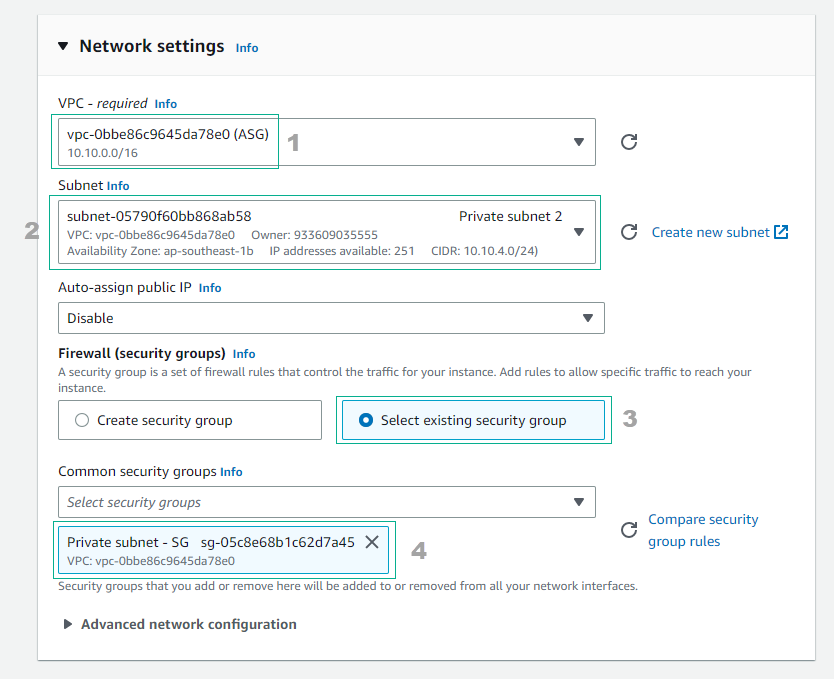 Network settings Info
VPC - required Info
vpc-0bbe86c9645da78e0 (ASG)
10.10.0.0/16
1
Subnet Info
2
subnet-05790f60bb868ab58 Private subnet 2
VPC: vpc-0bbe86c9645da78e0 Owner: 933609035555
Availability Zone: ap-southeast-1b IP addresses available: 251 CIDR: 10.10.4.0/24)
Create new subnet
Auto-assign public IP Info
Disable
Firewall (security groups) Info
A security group is a set of firewall rules that control the traffic for your instance. Add rules to allow specific traffic to reach your
instance.
Create security group
Select existing security group
3
Common security groups Info
Select security groups
Compare security
group rules
Private subnet - SG sg-05c8e68b1c62d7a45
VPC: vpc-0bbe86c9645da78e0
4
Security groups that you add or remove here will be added to or removed from all your network interfaces.
Advanced network configuration